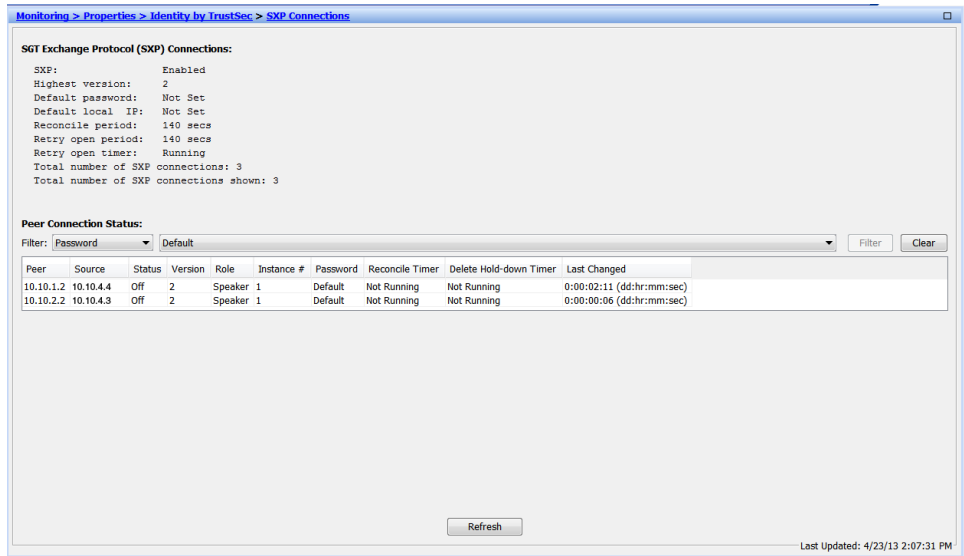 Monitoring > Properties > Identity by TrustSec > SXP Connections
SGT Exchange Protocol (SXP) Connections:
SXP: Enabled
Highest version: 2
Default password: Not Set
Default local IP: Not Set
Reconcile period: 140 secs
Retry open period: 140 secs
Retry open timer: Running
Total number of SXP connections: 3
Total number of SXP connections shown: 3
Peer Connection Status:
Filter: Password Default Filter Clear
Peer Source Status Version Role Instance # Password Reconcile Timer Delete Hold-down Timer Last Changed
10.10.1.2 10.10.4.4 Off 2 Speaker 1 Default Not Running Not Running 0:00:02:11 (dd:hr:mm:sec)
10.10.2.2 10.10.4.3 Off 2 Speaker 1 Default Not Running Not Running 0:00:00:06 (dd:hr:mm:sec)
Refresh
Last Updated: 4/23/13 2:07:31 PM